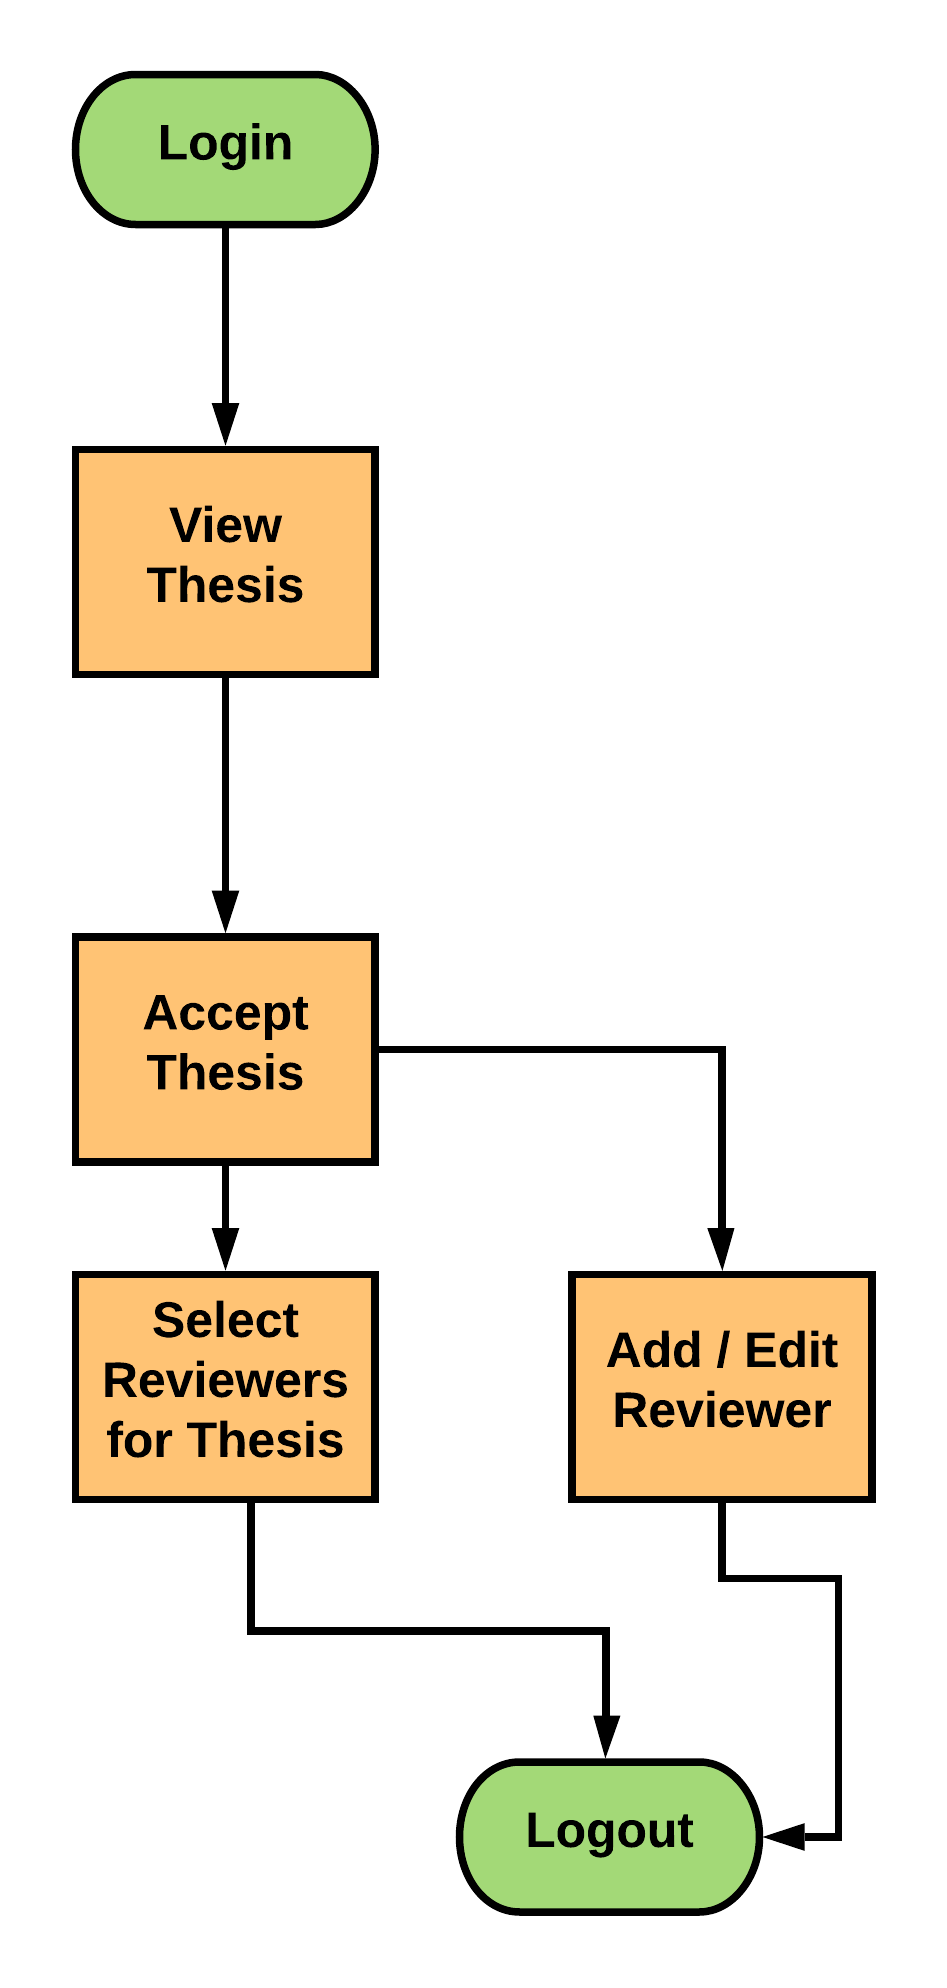 Login
View
Thesis
Accept
Thesis
Select
Reviewers
for Thesis
Add / Edit
Reviewer
Logout